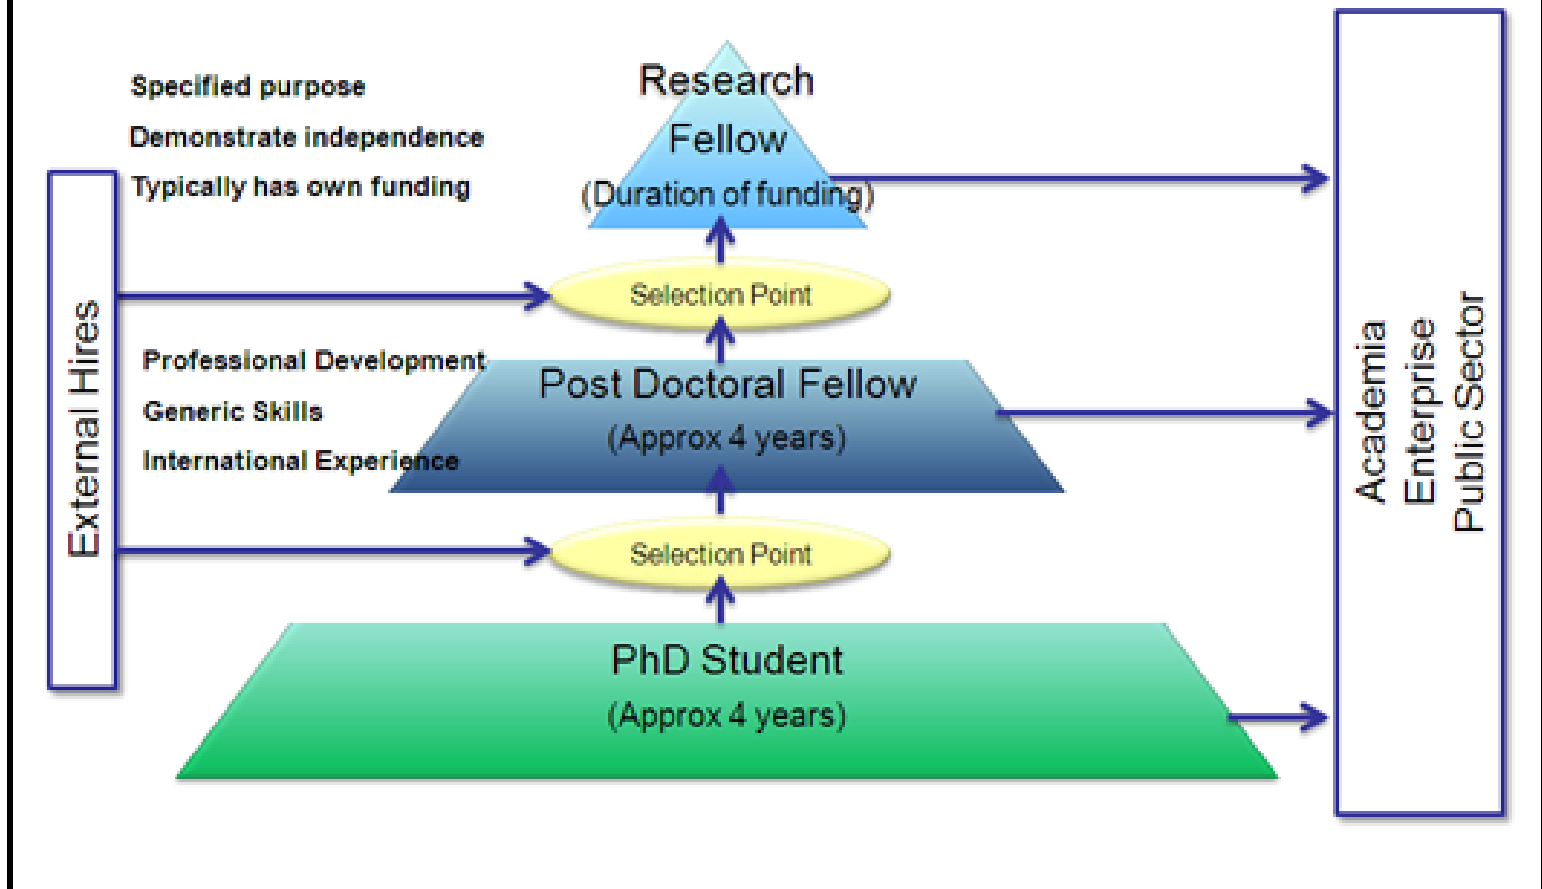 Specified purpose
Demonstrate independence
Typically has own funding
Research
Fellow
(Duration of funding)
Selection Point
External Hires
Professional Development
Generic Skills
International Experience
Post Doctoral Fellow
(Approx 4 years)
Selection Point
PhD Student
(Approx 4 years)
Academia
Enterprise
Public Sector